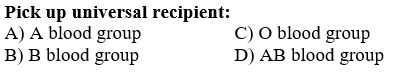 Pick up universal recipient:
A) A blood group C) O blood group
B) B blood group D) AB blood group